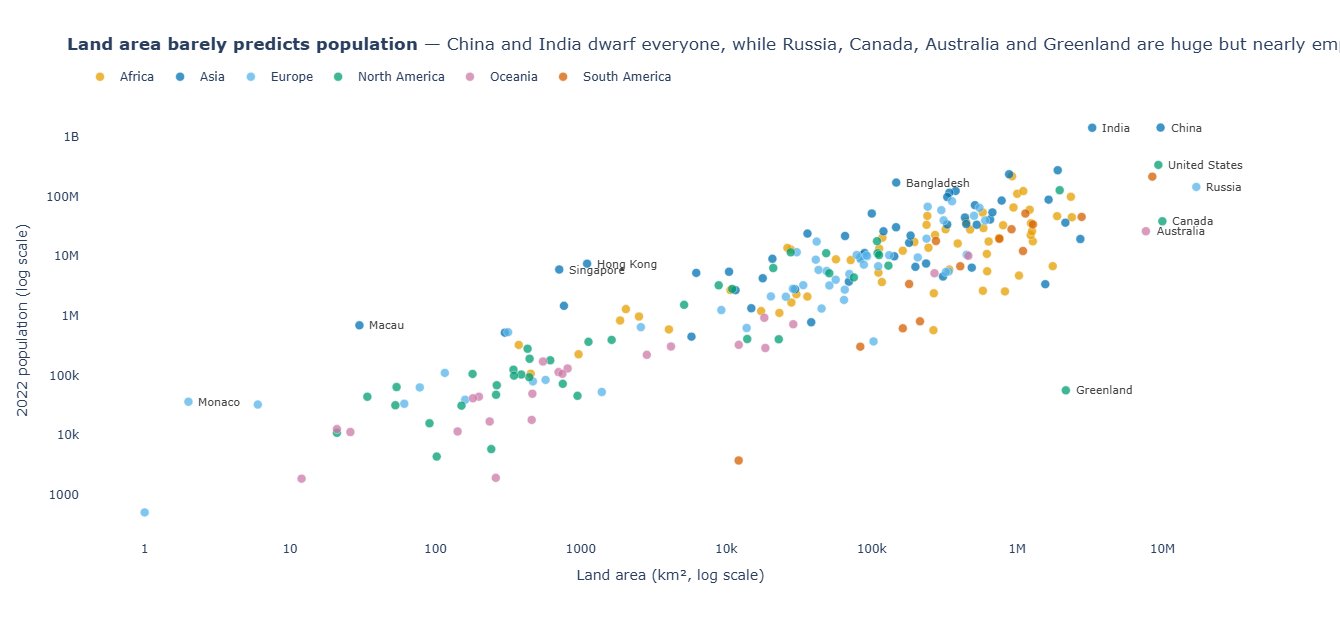 Land area barely predicts population — China and India dwarf everyone, while Russia, Canada, Australia and Greenland are huge but nearly em
Africa Asia Europe North America Oceania South America
1B
100M
10M
1M
100k
10k
1000
2022 population (log scale)
India
China
United States
Bangladesh
Russia
Canada
Australia
Hong Kong
Singapore
Macau
Greenland
Monaco
1 10 100 1000 10k 100k 1M 10M
Land area (km², log scale)